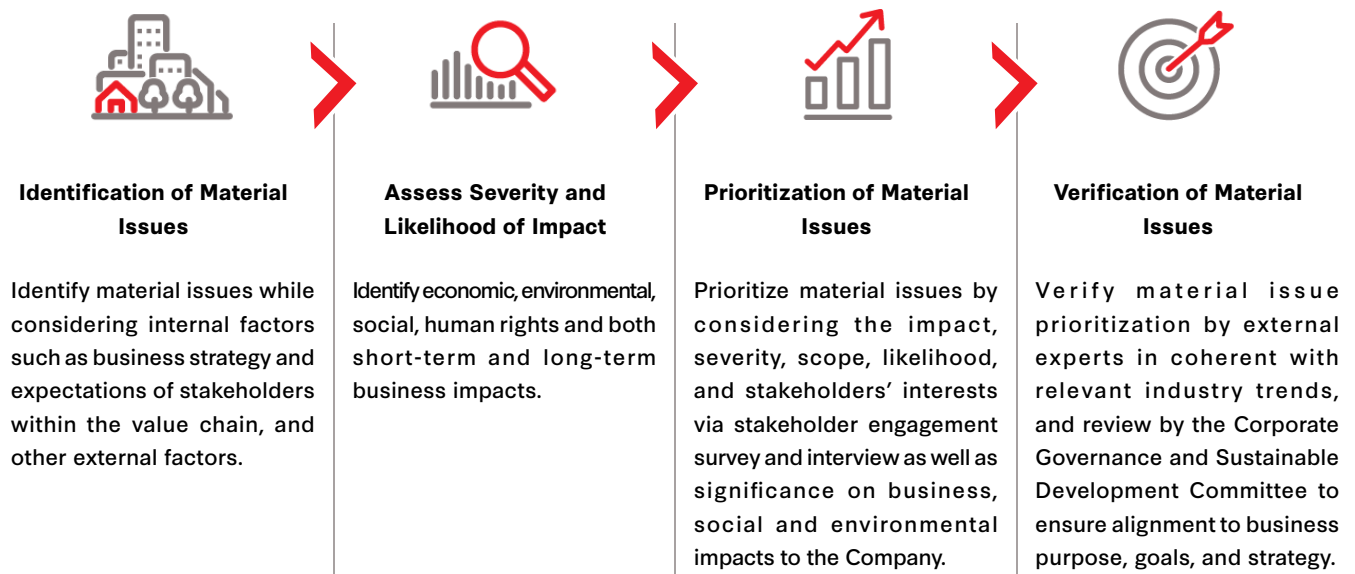 Identification of Material
Issues
Identify material issues while
considering internal factors
such as business strategy and
expectations of stakeholders
within the value chain, and
other external factors.
Assess Severity and
Likelihood of Impact
Identify economic, environmental,
social, human rights and both
short-term and long-term
business impacts.
Prioritization of Material
Issues
Prioritize material issues by
considering the impact,
severity, scope, likelihood,
and stakeholders’ interests
via stakeholder engagement
survey and interview as well as
significance on business,
social and environmental
impacts to the Company.
Verification of Material
Issues
Verify material issue
prioritization by external
experts in coherent with
relevant industry trends,
and review by the Corporate
Governance and Sustainable
Development Committee to
ensure alignment to business
purpose, goals, and strategy.